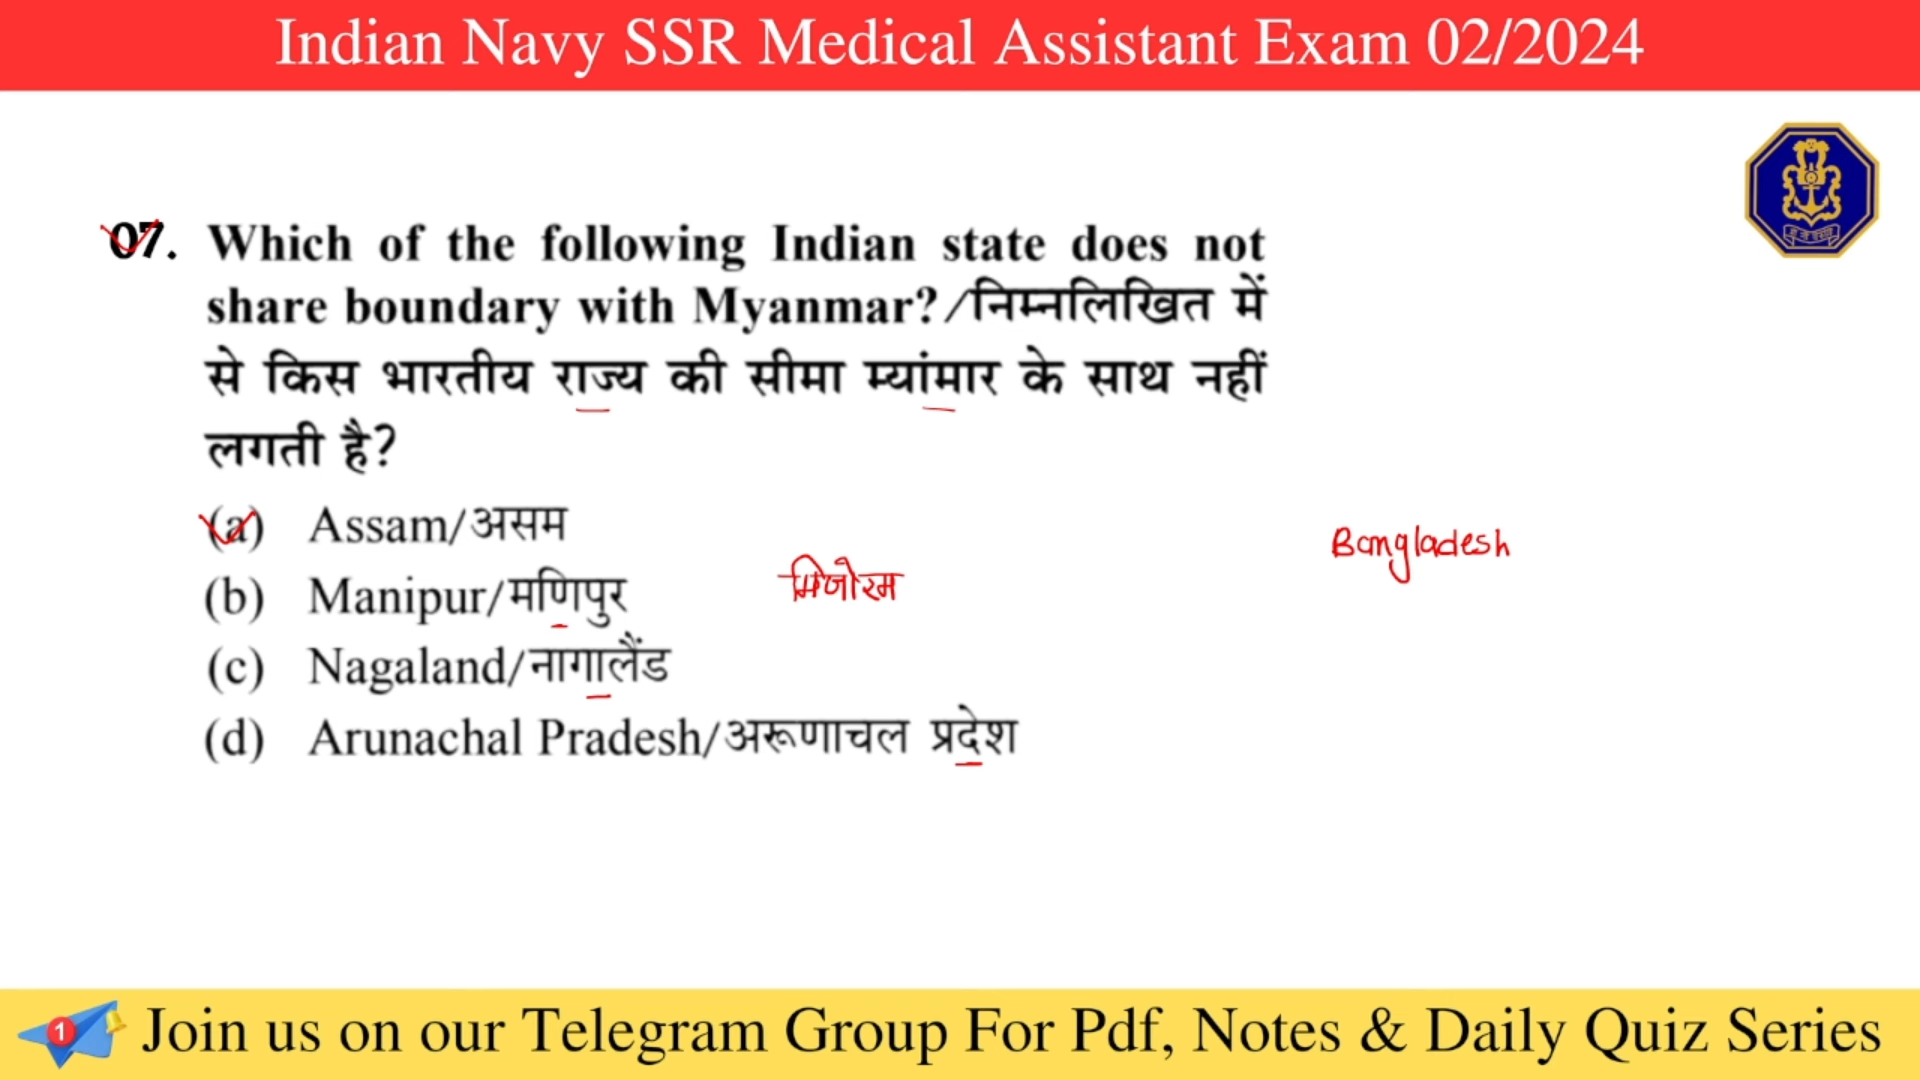 Indian Navy SSR Medical Assistant Exam 02/2024
07. Which of the following Indian state does not
share boundary with Myanmar?/निम्नलिखित में
से किस भारतीय राज्य की सीमा म्यांमार के साथ नहीं
लगती है?
(a) Assam/असम
Bangladesh
(b) Manipur/मणिपुर
मिजोरम
(c) Nagaland/नागालैंड
(d) Arunachal Pradesh/अरूणाचल प्रदेश
1
Join us on our Telegram Group For Pdf, Notes & Daily Quiz Series